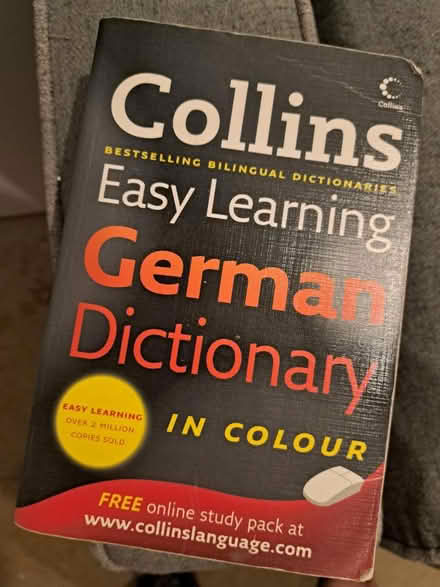 Collins
Collins
BESTSELLING BILINGUAL DICTIONARIES
Easy Learning
German
Dictionary
IN COLOUR
EASY LEARNING
OVER 2 MILLION
COPIES SOLD
FREE online study pack at
www.collinslanguage.com